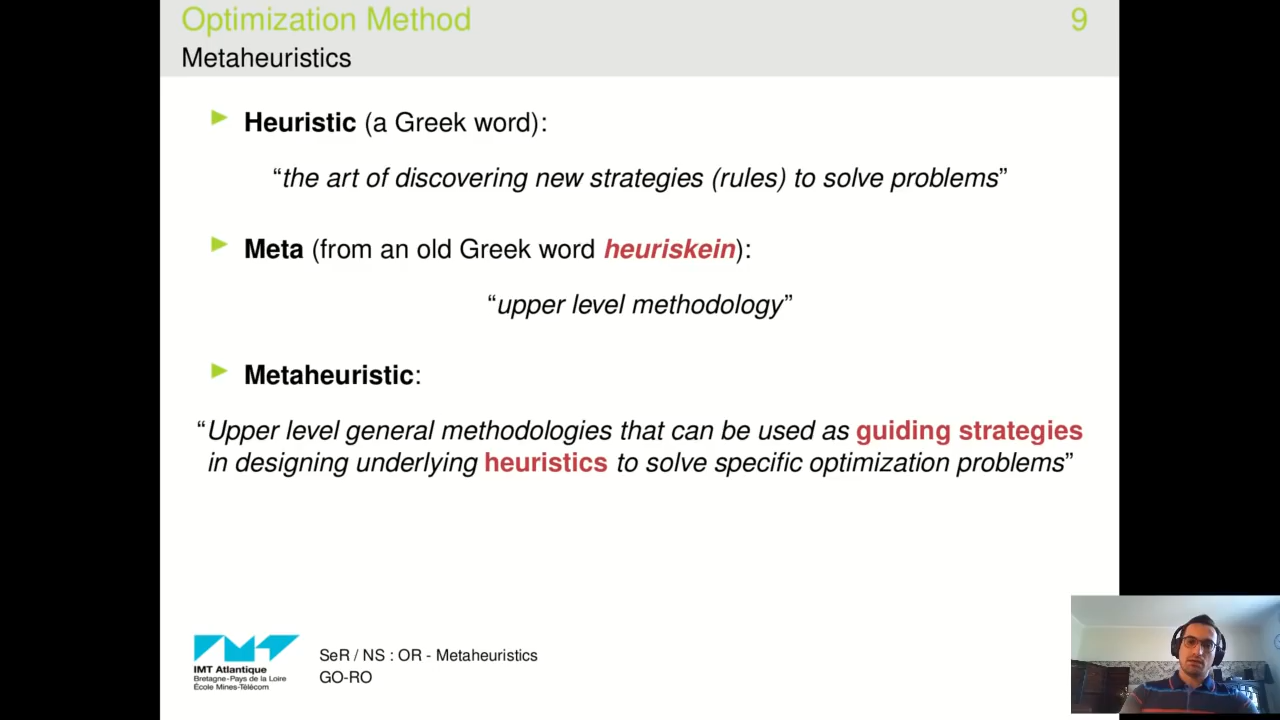 Optimization Method
9
Metaheuristics
Heuristic (a Greek word):
“the art of discovering new strategies (rules) to solve problems”
Meta (from an old Greek word heuriskein):
“upper level methodology”
Metaheuristic:
“Upper level general methodologies that can be used as guiding strategies
in designing underlying heuristics to solve specific optimization problems”
IMT Atlantique
Bretagne-Pays de la Loire
École Mines-Télécom
SeR / NS : OR - Metaheuristics
GO-RO